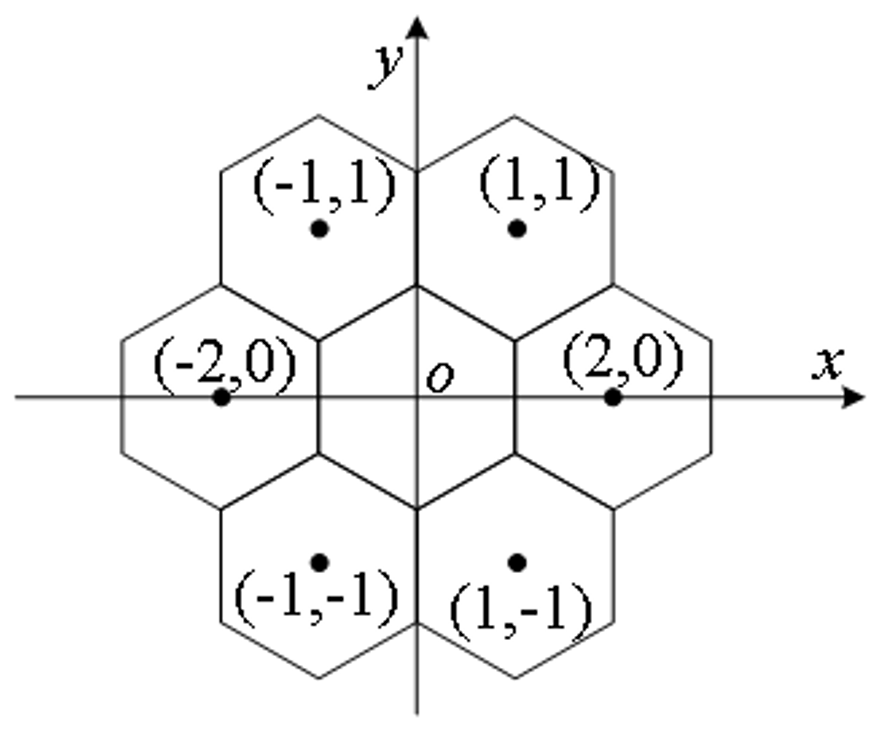 y
(-1,1) (1,1)
(-2,0) o (2,0) x
(-1,-1) (1,-1)